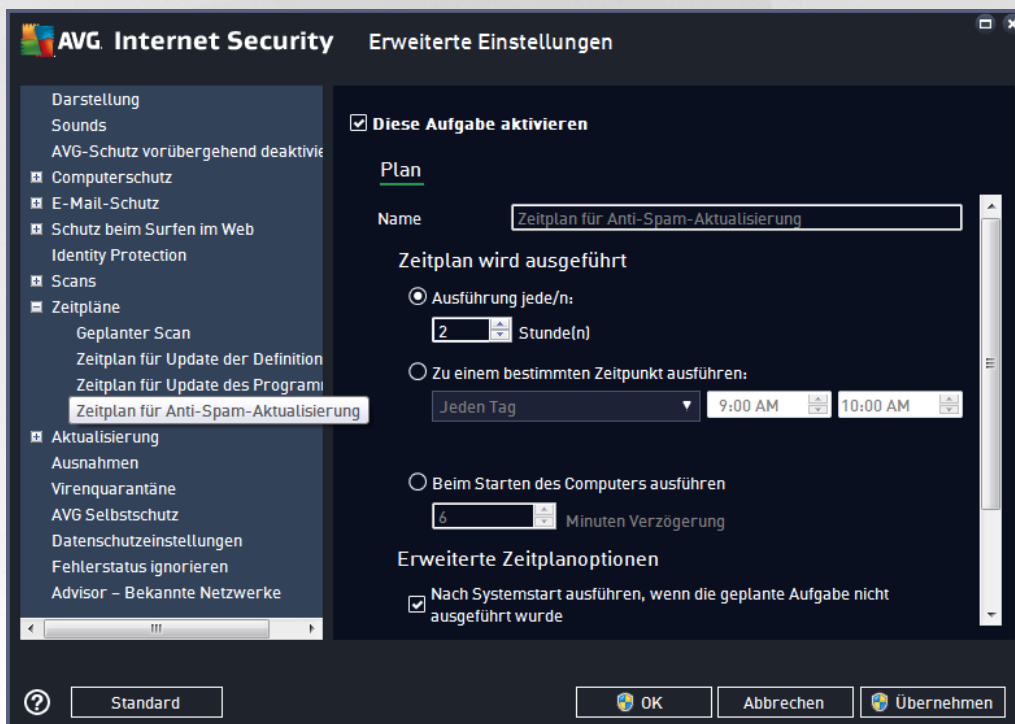 AVG. Internet Security Erweiterte Einstellungen
Darstellung
Sounds
AVG-Schutz vorübergehend deaktivie
Computerschutz
E-Mail-Schutz
Schutz beim Surfen im Web
Identity Protection
Scans
Zeitpläne
Geplanter Scan
Zeitplan für Update der Definition
Zeitplan für Update des Program
Zeitplan für Anti-Spam-Aktualisierung
Aktualisierung
Ausnahmen
Virenquarantäne
AVG Selbstschutz
Datenschutzeinstellungen
Fehlerstatus ignorieren
Advisor – Bekannte Netzwerke
Diese Aufgabe aktivieren
Plan
Name Zeitplan für Anti-Spam-Aktualisierung
Zeitplan wird ausgeführt
Ausführung jede/n:
2 Stunde(n)
Zu einem bestimmten Zeitpunkt ausführen:
Jeden Tag 9:00 AM 10:00 AM
Beim Starten des Computers ausführen
6 Minuten Verzögerung
Erweiterte Zeitplanoptionen
Nach Systemstart ausführen, wenn die geplante Aufgabe nicht
ausgeführt wurde
? Standard OK Abbrechen Übernehmen